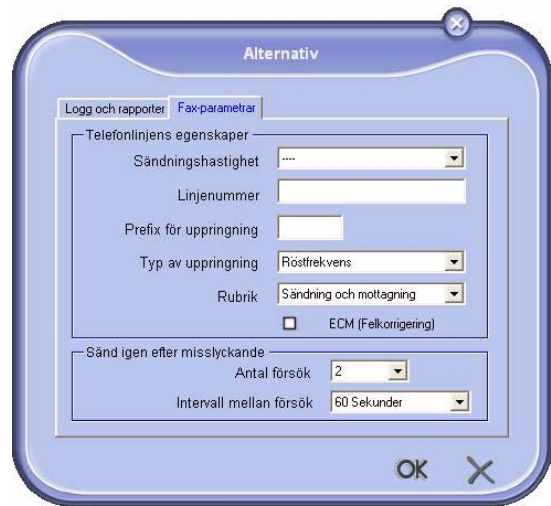 Alternativ
Logg och rapporter Fax-parametrar
Telefonlinjens egenskaper
Sändningshastighet ----
Linjenummer
Prefix för uppringning
Typ av uppringning Röstfrekvens
Rubrik Sändning och mottagning
ECM (Felkorrigering)
Sänd igen efter misslyckande
Antal försök 2
Intervall mellan försök 60 Sekunder
OK